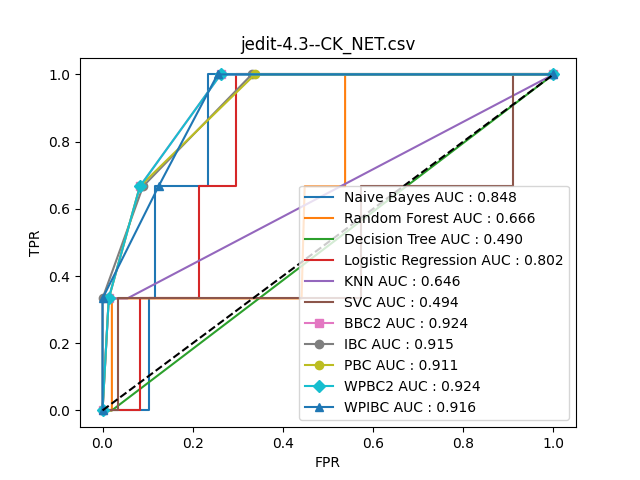 jedit-4.3--CK_NET.csv
1.0
0.8
0.6
0.4
0.2
0.0
TPR
Naive Bayes AUC : 0.848
Random Forest AUC : 0.666
Decision Tree AUC : 0.490
Logistic Regression AUC : 0.802
KNN AUC : 0.646
SVC AUC : 0.494
BBC2 AUC : 0.924
IBC AUC : 0.915
PBC AUC : 0.911
WPBC2 AUC : 0.924
WPIBC AUC : 0.916
0.0 0.2 0.4 0.6 0.8 1.0
FPR